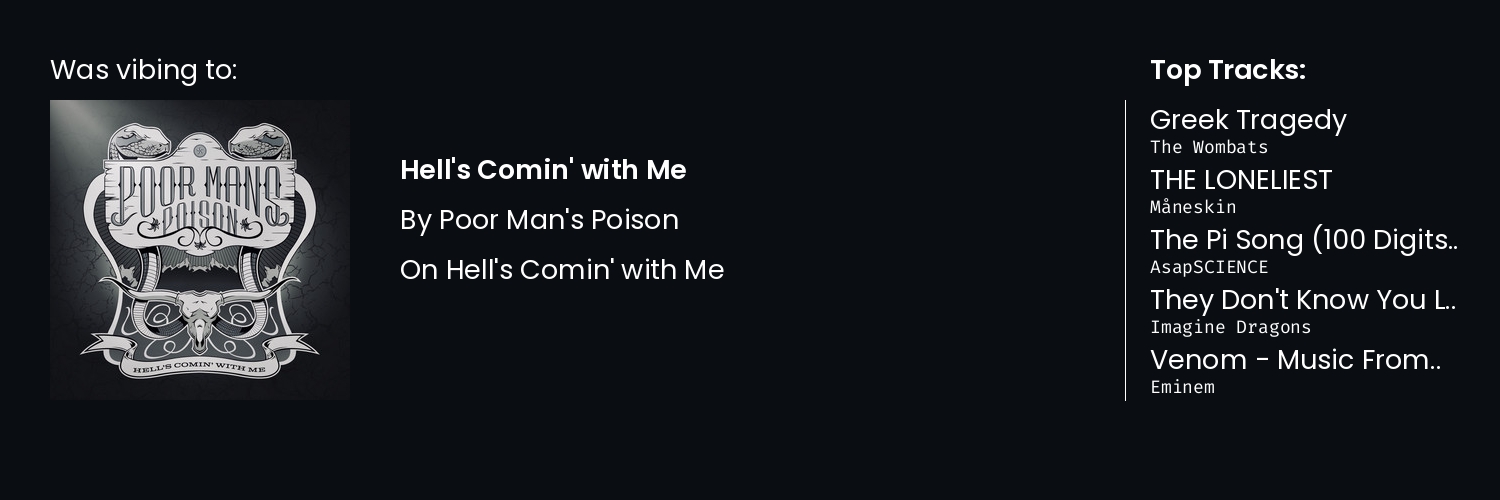 Was vibing to:
POOR MANS
POISON
HELL'S COMIN' WITH ME
Hell's Comin' with Me
By Poor Man's Poison
On Hell's Comin' with Me
Top Tracks:
Greek Tragedy
The Wombats
THE LONELIEST
Måneskin
The Pi Song (100 Digits..
AsapSCIENCE
They Don't Know You L..
Imagine Dragons
Venom - Music From..
Eminem